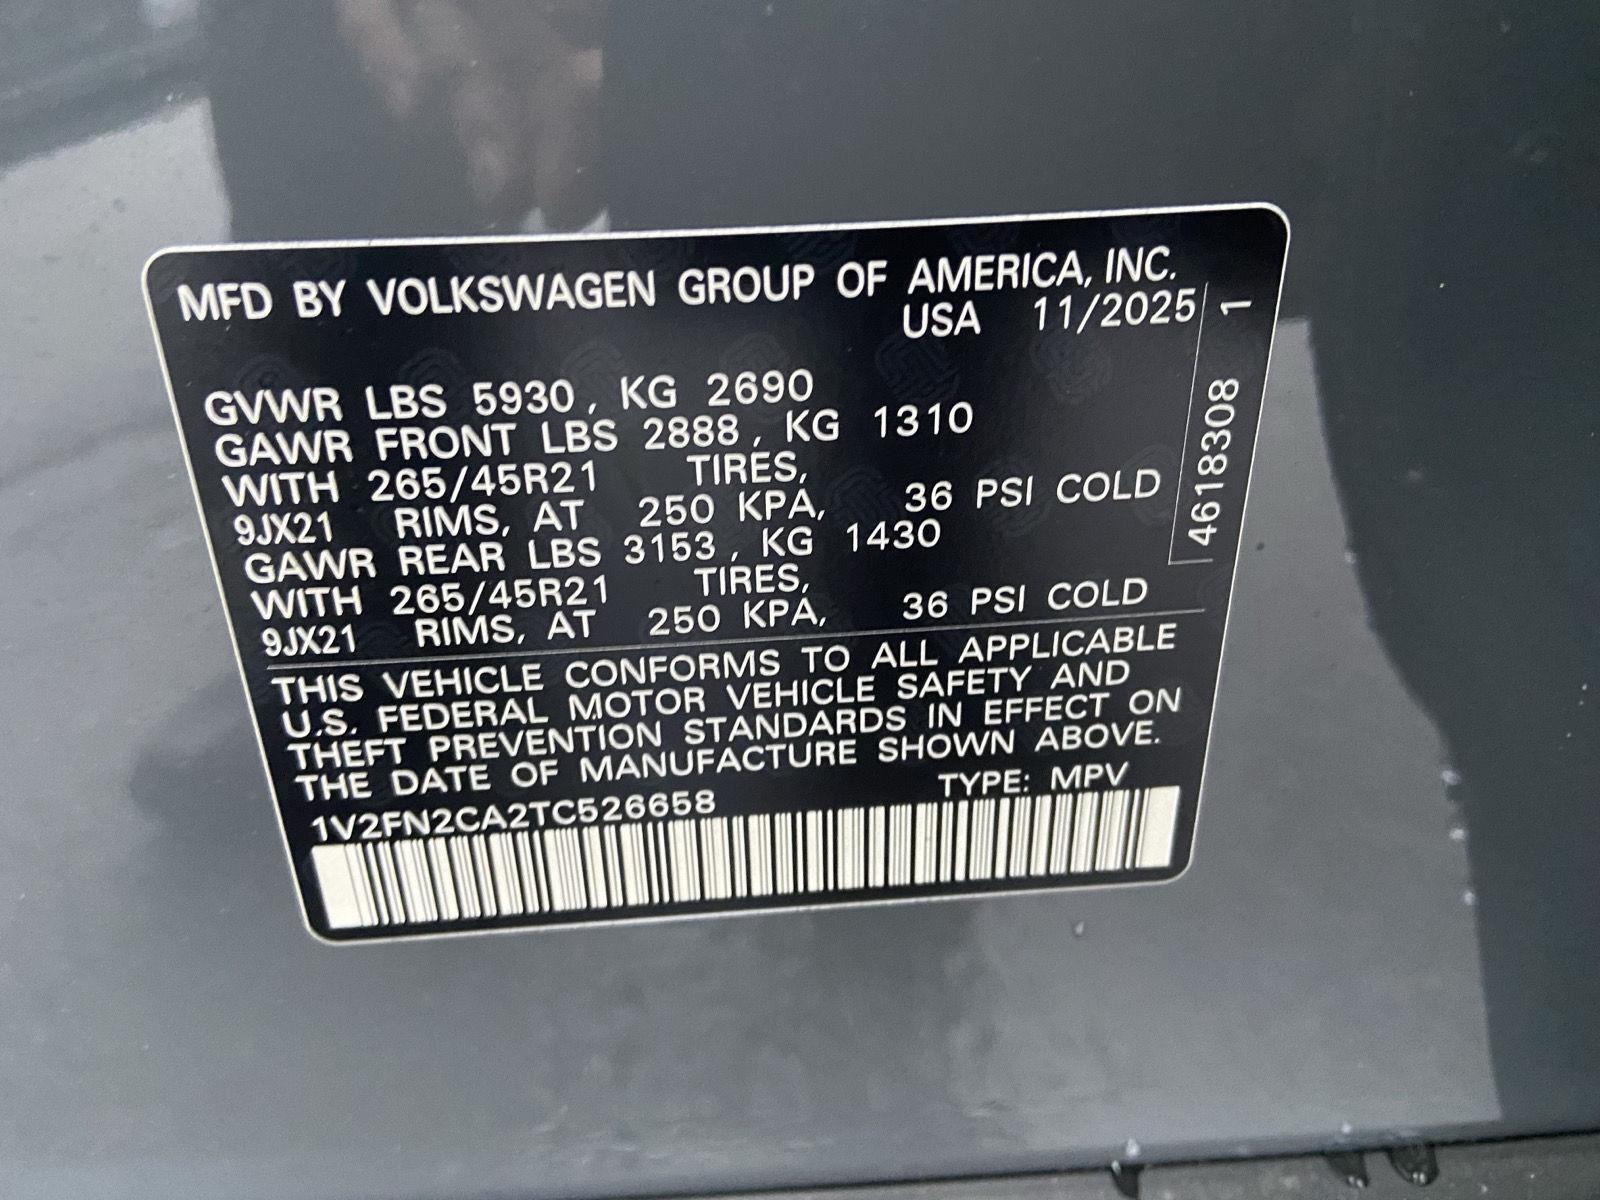 MFD BY VOLKSWAGEN GROUP OF AMERICA, INC.
USA 11/2025
GVWR LBS 5930, KG 2690
GAWR FRONT LBS 2888, KG 1310
WITH 265/45R21 TIRES,
9JX21 RIMS, AT 250 KPA, 36 PSI COLD
GAWR REAR LBS 3153, KG 1430
WITH 265/45R21 TIRES,
9JX21 RIMS, AT 250 KPA, 36 PSI COLD
THIS VEHICLE CONFORMS TO ALL APPLICABLE
U.S. FEDERAL MOTOR VEHICLE SAFETY AND
THEFT PREVENTION STANDARDS IN EFFECT ON
THE DATE OF MANUFACTURE SHOWN ABOVE.
1V2FN2CA2TC526658 TYPE: MPV
4618308 1